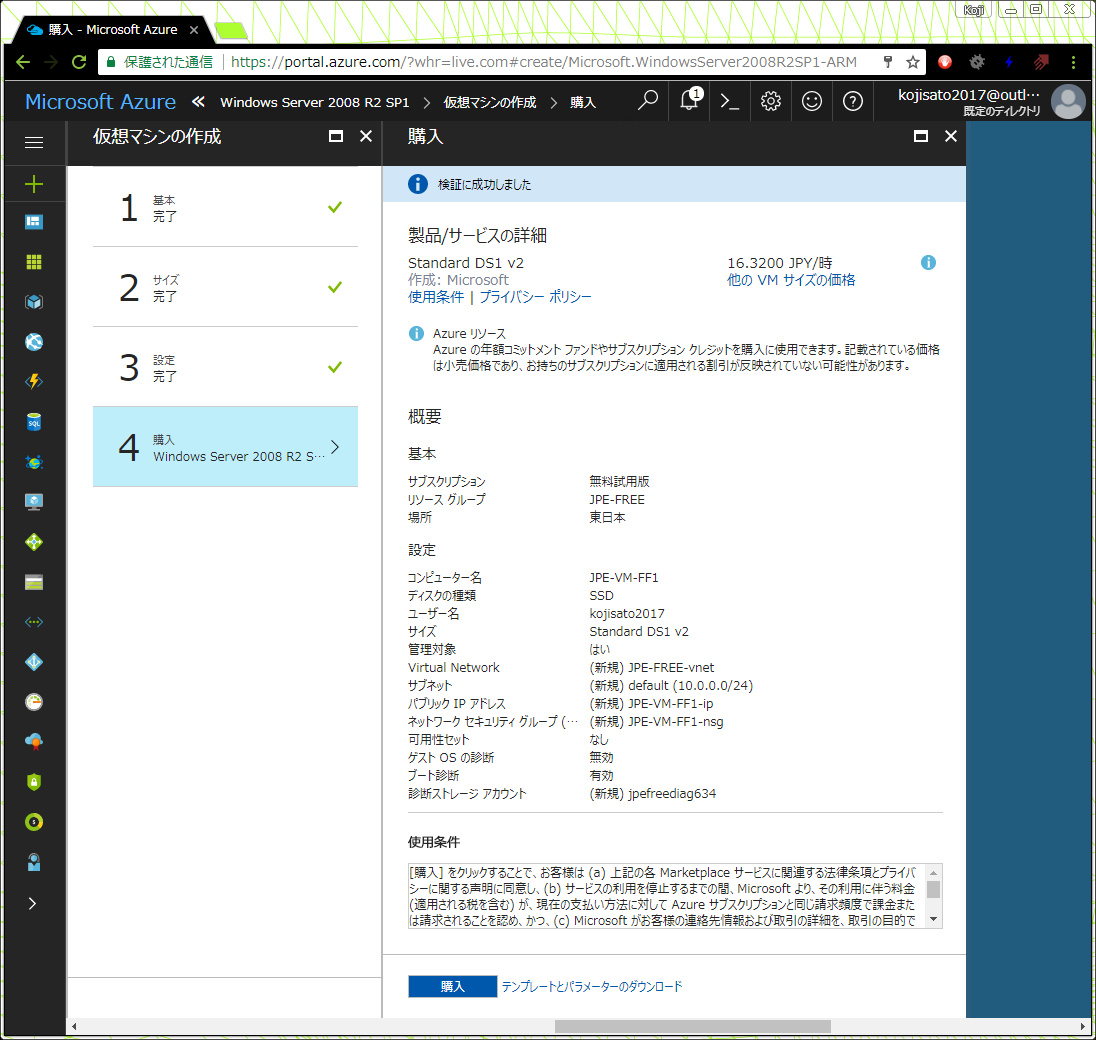 Koji
購入 - Microsoft Azure
保護された通信
https://portal.azure.com/?whr=live.com#create/Microsoft.WindowsServer2008R2SP1-ARM
Microsoft Azure
Windows Server 2008 R2 SP1
仮想マシンの作成
購入
1
kojisato2017@outl…
既定のディレクトリ
仮想マシンの作成
1
基本
完了
2
サイズ
完了
3
設定
完了
4
購入
Windows Server 2008 R2 S…
購入
検証に成功しました
製品/サービスの詳細
Standard DS1 v2
16.3200 JPY/時
作成: Microsoft
他の VM サイズの価格
使用条件 | プライバシー ポリシー
Azure リソース
Azure の年額コミットメント ファンドやサブスクリプション クレジットを購入に使用できます。記載されている価格
は小売価格であり、お持ちのサブスクリプションに適用される割引が反映されていない可能性があります。
概要
基本
サブスクリプション 無料試用版
リソース グループ JPE-FREE
場所 東日本
設定
コンピューター名 JPE-VM-FF1
ディスクの種類 SSD
ユーザー名 kojisato2017
サイズ Standard DS1 v2
管理対象 はい
Virtual Network (新規) JPE-FREE-vnet
サブネット (新規) default (10.0.0.0/24)
パブリック IP アドレス (新規) JPE-VM-FF1-ip
ネットワーク セキュリティ グループ (… (新規) JPE-VM-FF1-nsg
可用性セット なし
ゲスト OS の診断 無効
ブート診断 有効
診断ストレージ アカウント (新規) jpefreediag634
使用条件
[購入] をクリックすることで、お客様は (a) 上記の各 Marketplace サービスに関連する法律条項とプライバ
シーに関する声明に同意し、(b) サービスの利用を停止するまでの間、Microsoft より、その利用に伴う料金
(適用される税を含む) が、現在の支払い方法に対して Azure サブスクリプションと同じ請求頻度で課金また
は請求されることを認め、かつ、(c) Microsoft がお客様の連絡先情報および取引の詳細を、取引の目的で
購入
テンプレートとパラメーターのダウンロード